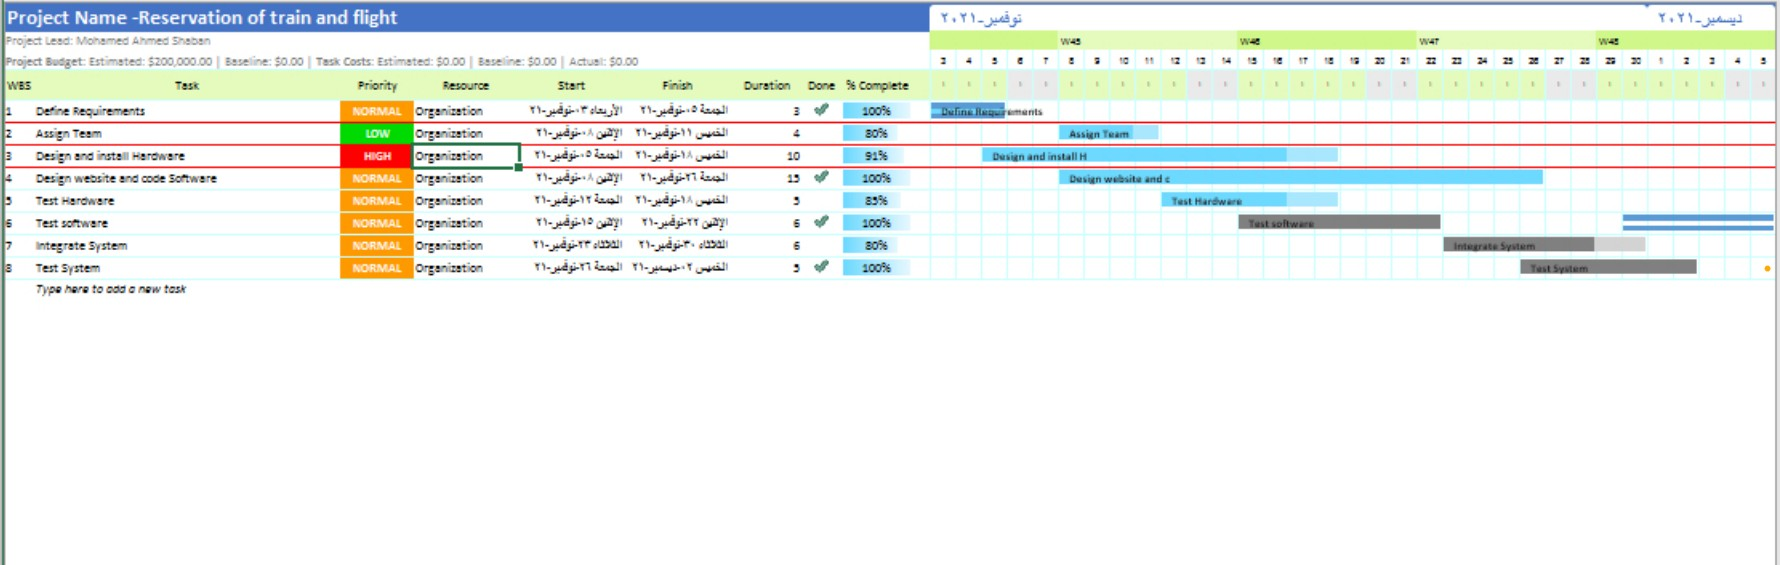 Project Name -Reservation of train and flight
نوفمبر-٢٠٢١ ديسمبر-٢٠٢١
Project Lead: Mohamed Ahmed Shaban
W45 W46 W47 W48
Project Budget: Estimated: $200,000.00 | Baseline: $0.00 | Task Costs: Estimated: $0.00 | Baseline: $0.00 | Actual: $0.00
3 4 5 6 7 8 9 10 11 12 13 14 15 16 17 18 19 20 21 22 23 24 25 26 27 28 29 30 1 2 3 4 5
WBS Task Priority Resource Start Finish Duration Done % Complete
1 Define Requirements NORMAL Organization الأربعاء ٠٣-نوفمبر-٢١ الجمعة ٠٥-نوفمبر-٢١ 3 100% Define Requirements
2 Assign Team LOW Organization الإثنين ٠٨-نوفمبر-٢١ الخميس ١١-نوفمبر-٢١ 4 80% Assign Team
3 Design and install Hardware HIGH Organization الجمعة ٠٥-نوفمبر-٢١ الخميس ١٨-نوفمبر-٢١ 10 91% Design and install H
4 Design website and code Software NORMAL Organization الإثنين ٠٨-نوفمبر-٢١ الجمعة ٢٦-نوفمبر-٢١ 15 100% Design website and c
5 Test Hardware NORMAL Organization الجمعة ١٢-نوفمبر-٢١ الخميس ١٨-نوفمبر-٢١ 5 85% Test Hardware
6 Test software NORMAL Organization الإثنين ١٥-نوفمبر-٢١ الإثنين ٢٢-نوفمبر-٢١ 6 100% Test software
7 Integrate System NORMAL Organization الثلاثاء ٢٣-نوفمبر-٢١ الثلاثاء ٣٠-نوفمبر-٢١ 6 80% Integrate System
8 Test System NORMAL Organization الجمعة ٢٦-نوفمبر-٢١ الخميس ٠٢-ديسمبر-٢١ 5 100% Test System
Type here to add a new task